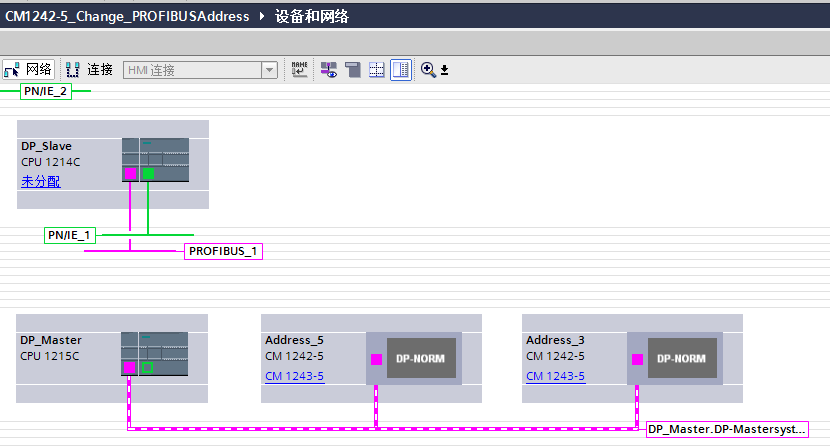 CM1242-5_Change_PROFIBUSAddress ▸ 设备和网络
网络 连接 HMI 连接 NAME
PN/IE_2
DP_Slave
CPU 1214C
未分配
PN/IE_1
PROFIBUS_1
DP_Master
CPU 1215C
Address_5
CM 1242-5
CM 1243-5
DP-NORM
Address_3
CM 1242-5
CM 1243-5
DP-NORM
DP_Master.DP-Mastersyst...